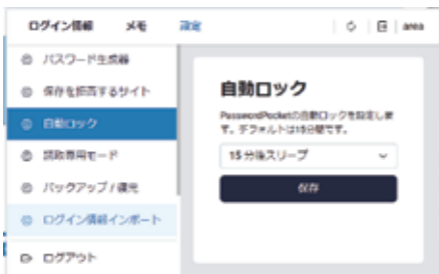 ログイン情報 メモ 設定 area
パスワード生成器
保存を拒否するサイト
自動ロック
読取専用モード
バックアップ/復元
ログイン情報インポート
ログアウト
自動ロック
PasswordPocketの自動ロックを設定しま
す。デフォルトは15分間です。
15 分後スリープ
保存